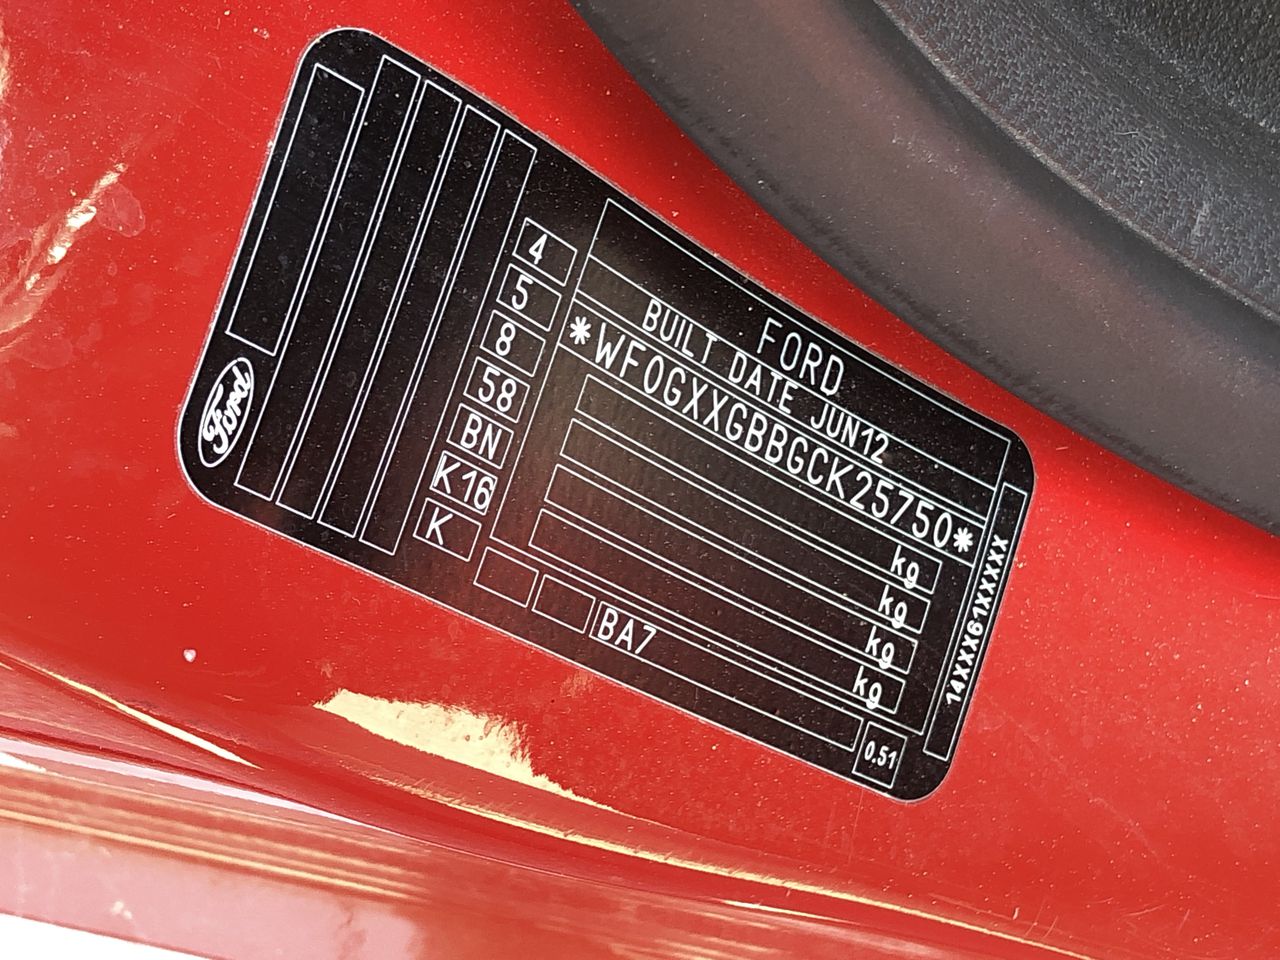 FORD
BUILT DATE JUN12
*WF0GXXGBBGCK25750*
kg
kg
kg
kg
4
5
8
58
BN
K16
K
BA7
0.51
14XXX61XXXXX
Ford